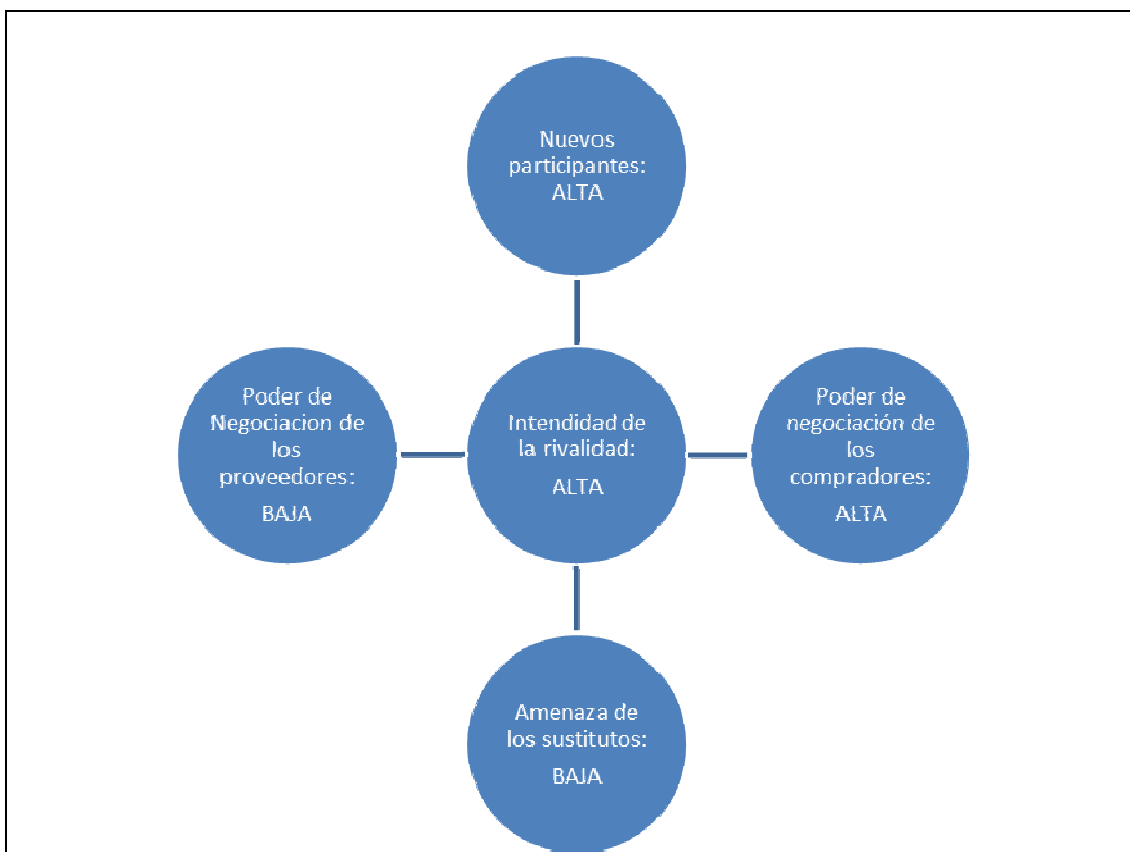 Nuevos
participantes:
ALTA
Poder de
Negociacion de
los
proveedores:
BAJA
Intendidad de
la rivalidad:
ALTA
Poder de
negociación de
los
compradores:
ALTA
Amenaza de
los sustitutos:
BAJA